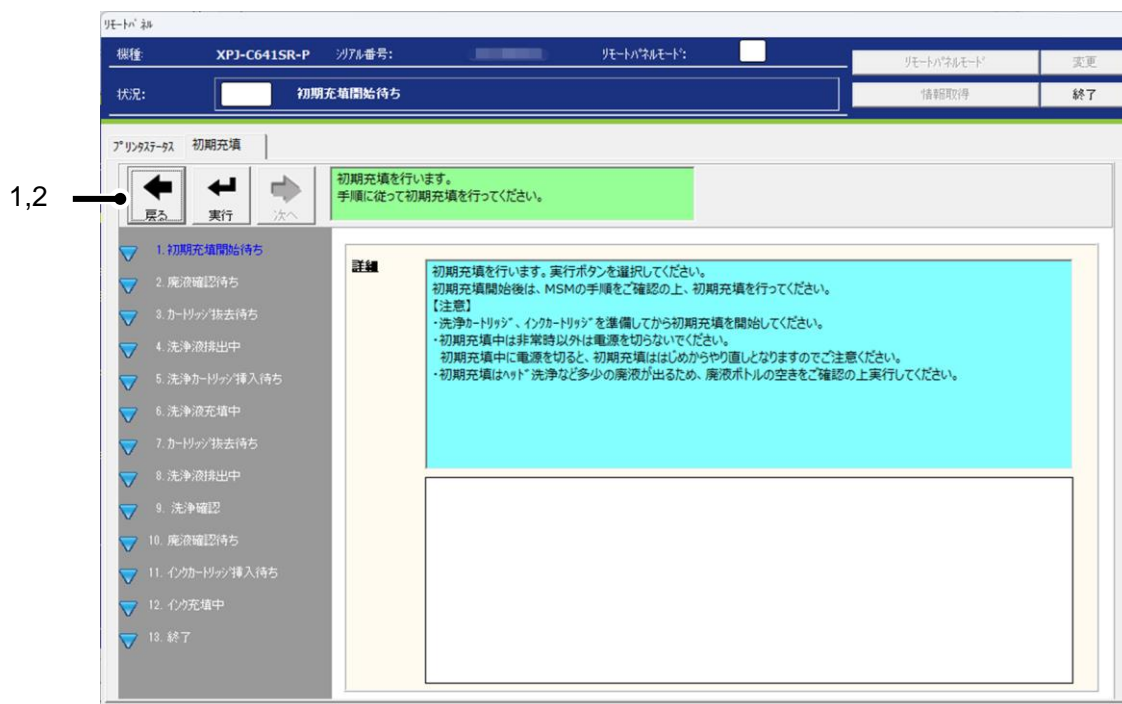 ﾘﾓｰﾄﾊﾟﾈﾙ
機種: XPJ-C641SR-P ｼﾘｱﾙ番号: ﾘﾓｰﾄﾊﾟﾈﾙﾓｰﾄﾞ:
ﾘﾓｰﾄﾊﾟﾈﾙﾓｰﾄﾞ 変更
状況: 初期充填開始待ち
情報取得 終了
ﾌﾟﾘﾝﾀｽﾃｰﾀｽ 初期充填
1,2
戻る 実行 次へ
初期充填を行います。
手順に従って初期充填を行ってください。
1. 初期充填開始待ち
2. 廃液確認待ち
3. ｶｰﾄﾘｯｼﾞ抜去待ち
4. 洗浄液排出中
5. 洗浄ｶｰﾄﾘｯｼﾞ挿入待ち
6. 洗浄液充填中
7. ｶｰﾄﾘｯｼﾞ抜去待ち
8. 洗浄液排出中
9. 洗浄確認
10. 廃液確認待ち
11. ｲﾝｸｶｰﾄﾘｯｼﾞ挿入待ち
12. ｲﾝｸ充填中
13. 終了
詳細
初期充填を行います。実行ボタンを選択してください。
初期充填開始後は、MSMの手順をご確認の上、初期充填を行ってください。
【注意】
・洗浄ｶｰﾄﾘｯｼﾞ、ｲﾝｸｶｰﾄﾘｯｼﾞを準備してから初期充填を開始してください。
・初期充填中は非常時以外は電源を切らないでください。
初期充填中に電源を切ると、初期充填ははじめからやり直しとなりますのでご注意ください。
・初期充填はﾍｯﾄﾞ洗浄など多少の廃液が出るため、廃液ボトルの空きをご確認の上実行してください。